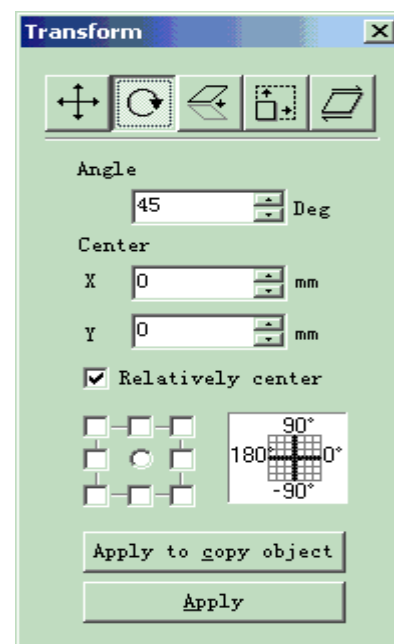 Transform
Angle
45 Deg
Center
X 0 mm
Y 0 mm
Relatively center
90°
180° 0°
-90°
Apply to copy object
Apply